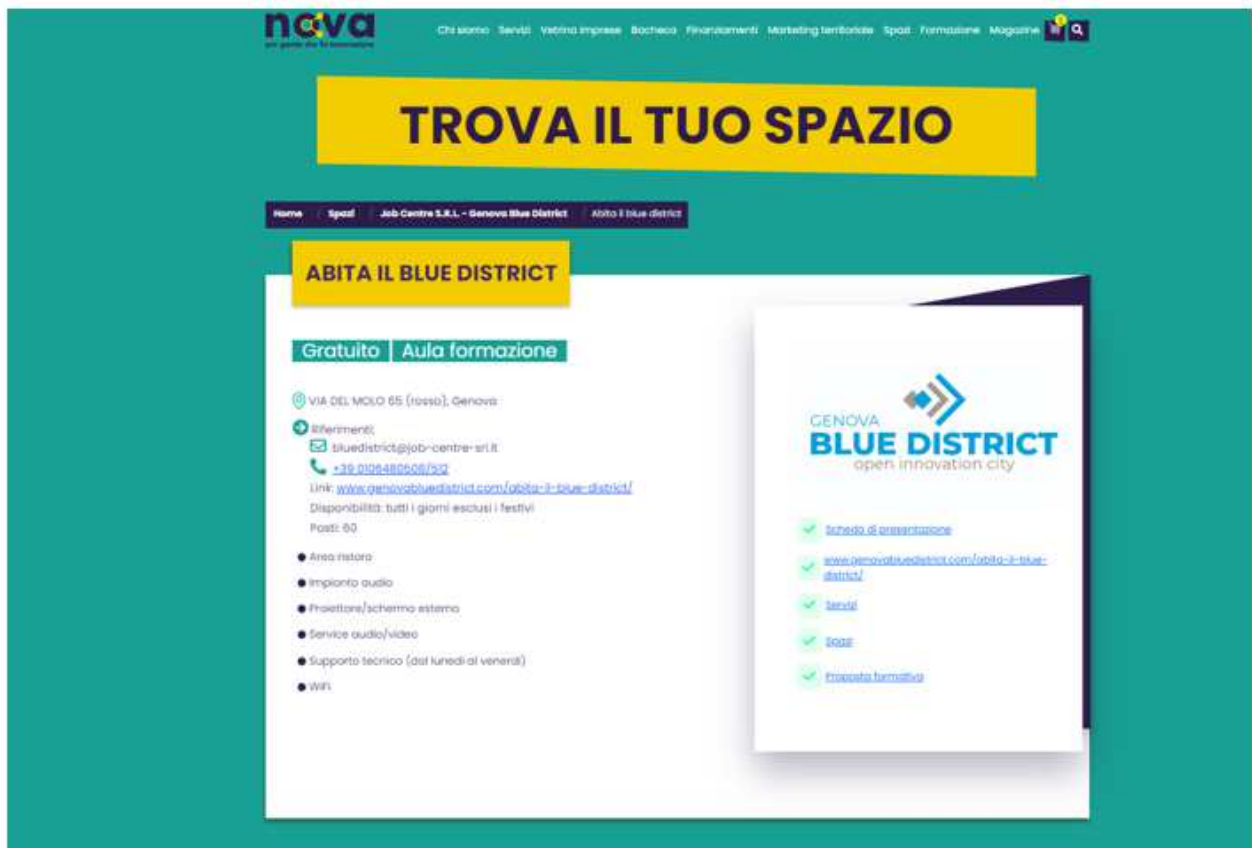 nova
Chi siamo Servizi Vetrina imprese Bacheca Finanziamenti Marketing territoriale Spazi Formazione Magazine
TROVA IL TUO SPAZIO
Home / Spazi / Job Centre S.R.L. - Genova Blue District / Abita il blue district
ABITA IL BLUE DISTRICT
Gratuito | Aula formazione
VIA DEL MOLO 65 (rosso), Genova
Riferimenti:
bluedistrict@job-centre-srl.it
+39 0106480508/512
Link: www.genovabluedistrict.com/abita-il-blue-district/
Disponibilità: tutti i giorni esclusi i festivi
Posti: 60
Area ristoro
Impianto audio
Proiettore/schermo esterno
Service audio/video
Supporto tecnico (dal lunedì al venerdì)
WiFi
GENOVA
BLUE DISTRICT
open innovation city
Scheda di presentazione
www.genovabluedistrict.com/abita-il-blue-
district/
Servizi
Spazi
Proposta formativa